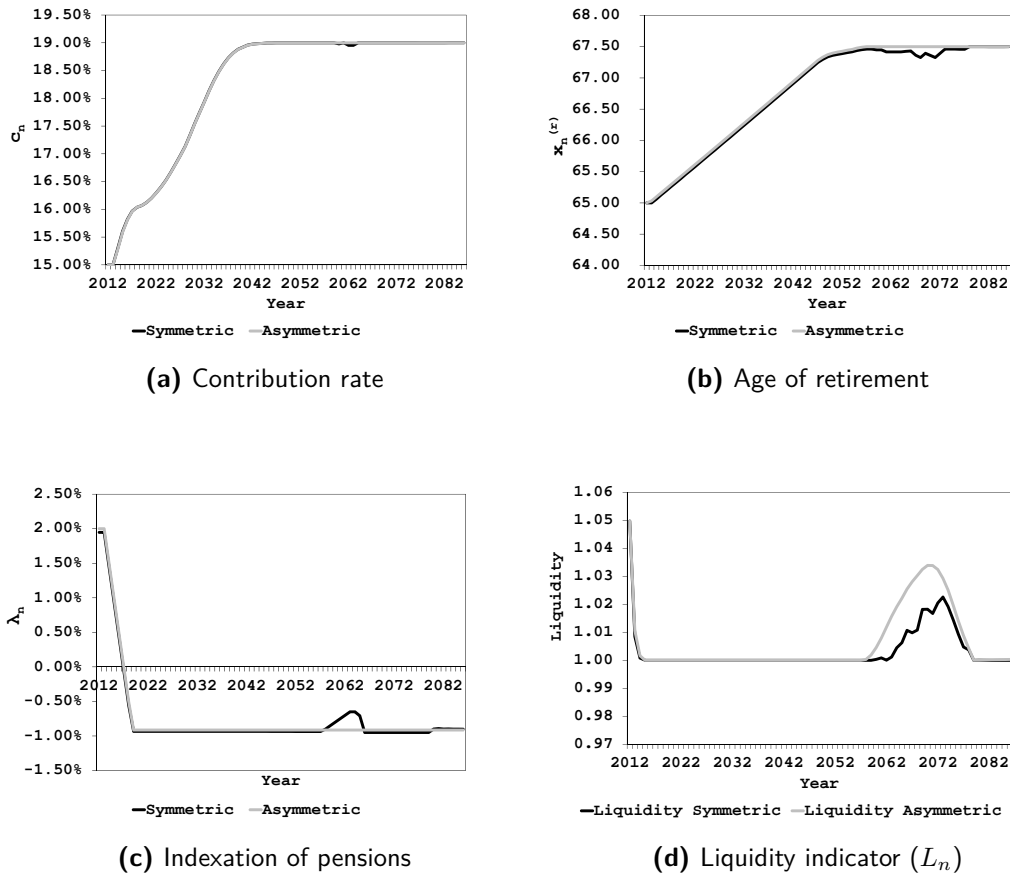 19.50%
19.00%
18.50%
18.00%
17.50%
17.00%
16.50%
16.00%
15.50%
15.00%
c_n
2012 2022 2032 2042 2052 2062 2072 2082
Year
Symmetric Asymmetric
(a) Contribution rate
68.00
67.50
67.00
66.50
66.00
65.50
65.00
64.50
64.00
x_n^(r)
2012 2022 2032 2042 2052 2062 2072 2082
Year
Symmetric Asymmetric
(b) Age of retirement
2.50%
2.00%
1.50%
1.00%
0.50%
0.00%
-0.50%
-1.00%
-1.50%
λ_n
2012 2022 2032 2042 2052 2062 2072 2082
Year
Symmetric Asymmetric
(c) Indexation of pensions
1.06
1.05
1.04
1.03
1.02
1.01
1.00
0.99
0.98
0.97
Liquidity
2012 2022 2032 2042 2052 2062 2072 2082
Year
Liquidity Symmetric Liquidity Asymmetric
(d) Liquidity indicator (L_n)